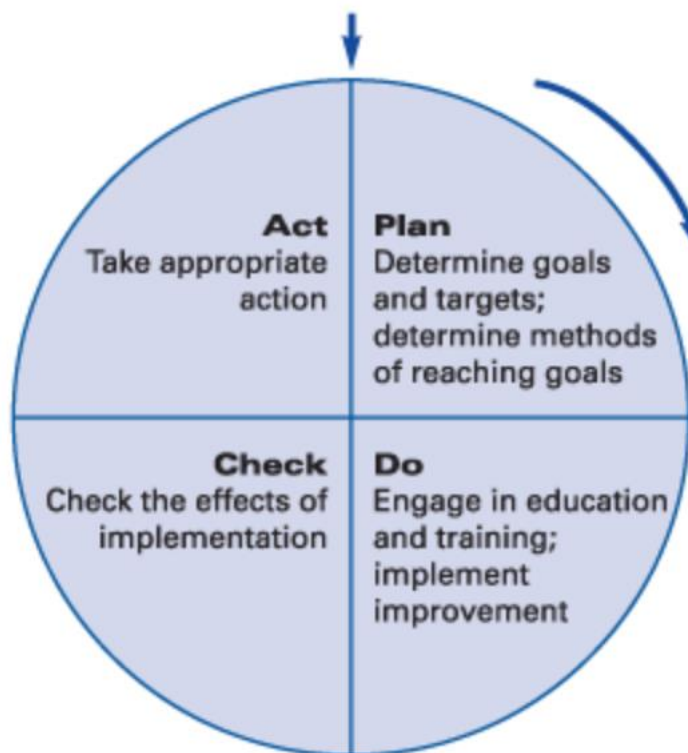 Act
Take appropriate
action
Plan
Determine goals
and targets;
determine methods
of reaching goals
Check
Check the effects of
implementation
Do
Engage in education
and training;
implement
improvement